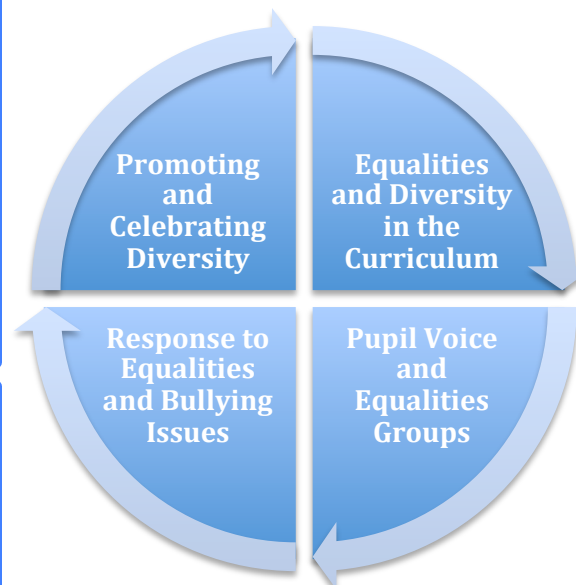 Promoting
and
Celebrating
Diversity
Equalities
and Diversity
in the
Curriculum
Response to
Equalities
and Bullying
Issues
Pupil Voice
and
Equalities
Groups